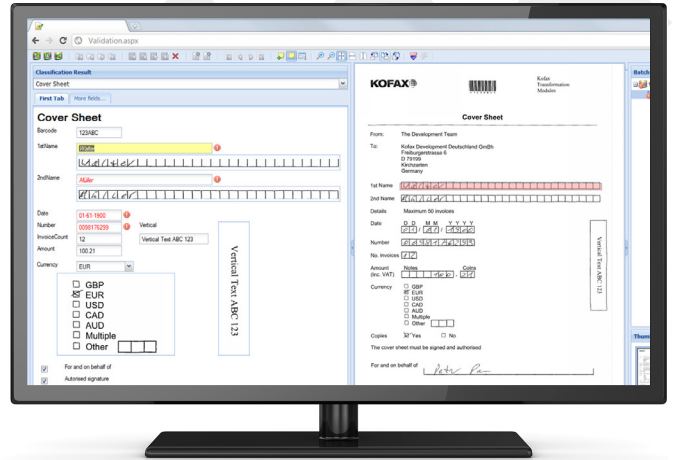 Validation.aspx
Classification Result
Cover Sheet
First Tab
More fields...
Cover Sheet
Barcode
123ABC
1stName
2ndName
Müller
Date
01-61-1900
Number
0098176299
Vertical
InvoiceCount
12
Vertical Text ABC 123
Amount
100.21
Currency
EUR
GBP
EUR
USD
CAD
AUD
Multiple
Other
Vertical Text ABC 123
For and on behalf of
Autorised signature
KOFAX
Kofax
Transformation
Modules
Cover Sheet
From: The Development Team
To: Kofax Development Deutschland GmBh
Freiburgerstrasse 6
D 79199
Kirchzarten
Germany
1st Name
2nd Name
Details Maximum 50 invoices
Date D D M M Y Y Y Y
Number
No. invoices 12
Amount Notes Coins
(Inc. VAT)
Currency
GBP
EUR
USD
CAD
AUD
Multiple
Other
Vertical Text ABC 123
Copies Yes No
The cover sheet must be signed and authorised
For and on behalf of
Batch
Thum